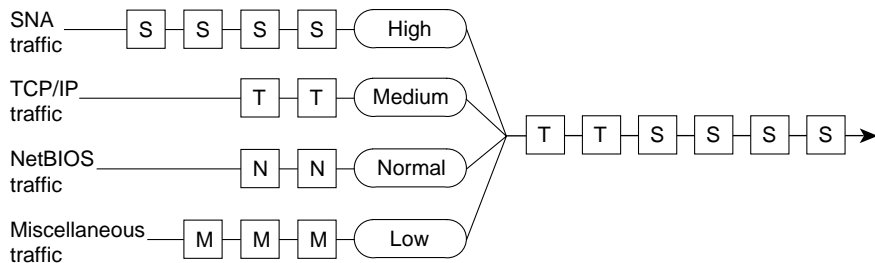 SNA
traffic
S S S S
High
TCP/IP
traffic
T T
Medium
T T S S S S
NetBIOS
traffic
N N
Normal
Miscellaneous
traffic
M M M
Low